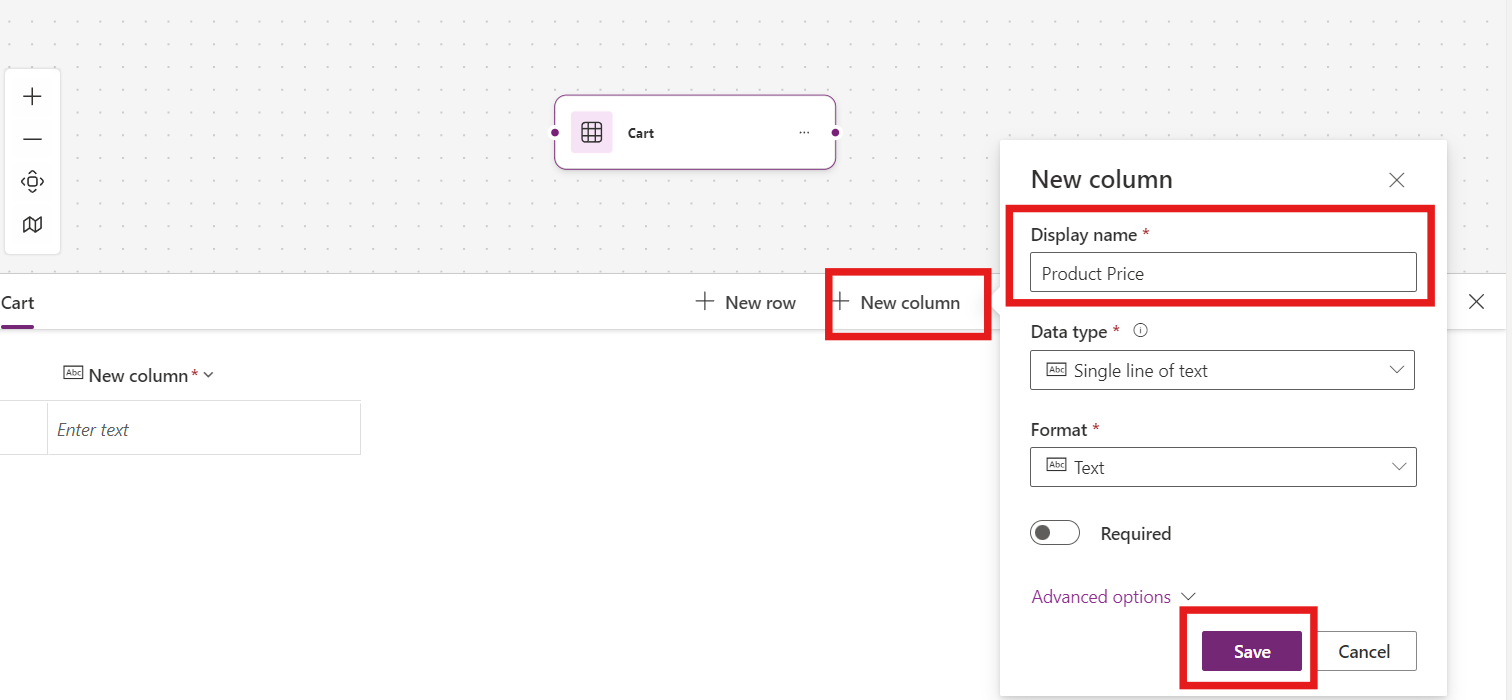 Cart
...
New column
Display name *
Product Price
Cart
New row
New column
Data type *
Abc Single line of text
Abc New column *
Enter text
Format *
Abc Text
Required
Advanced options
Save
Cancel